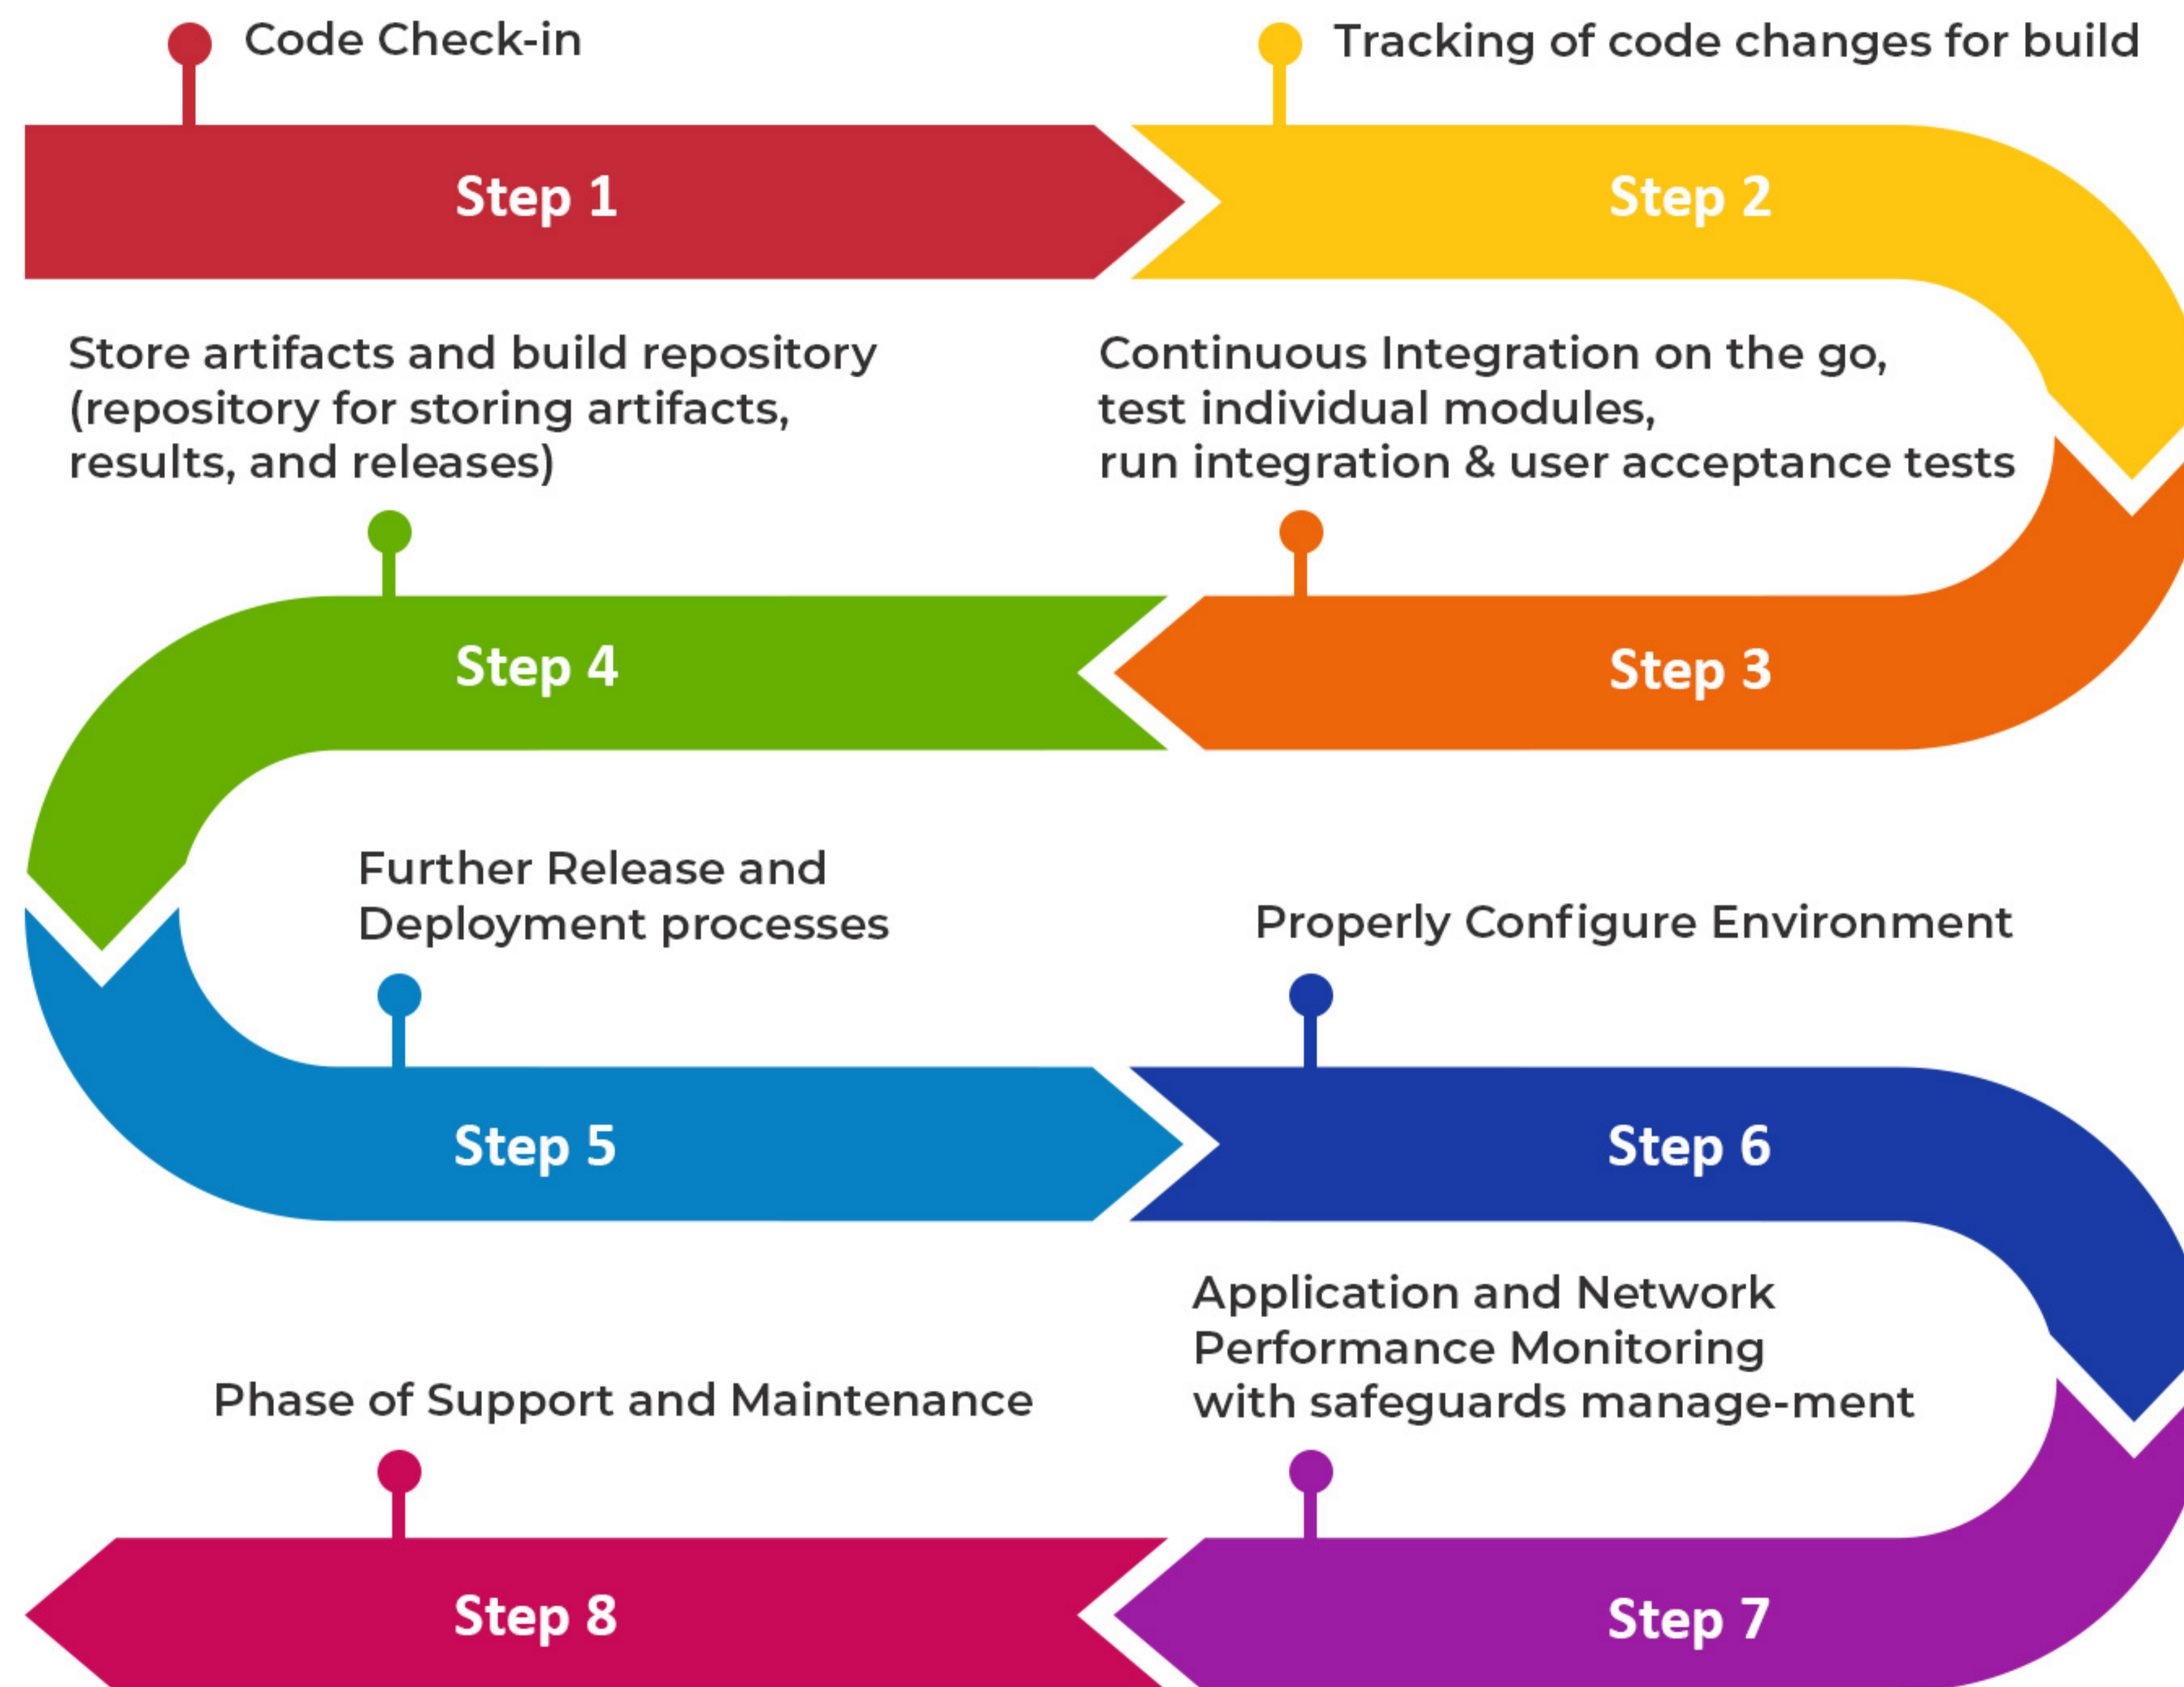 Code Check-in
Tracking of code changes for build
Step 1
Step 2
Continuous Integration on the go,
test individual modules,
run integration & user acceptance tests
Step 3
Store artifacts and build repository
(repository for storing artifacts,
results, and releases)
Step 4
Further Release and
Deployment processes
Step 5
Properly Configure Environment
Step 6
Application and Network
Performance Monitoring
with safeguards manage-ment
Step 7
Phase of Support and Maintenance
Step 8